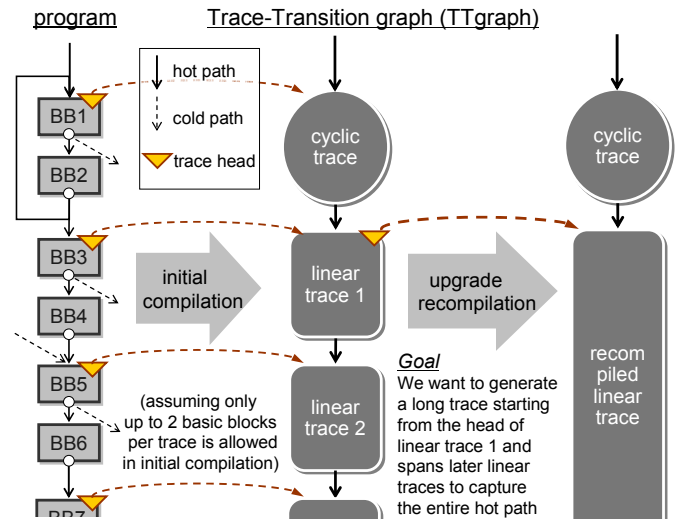 program
Trace-Transition graph (TTgraph)
hot path
cold path
trace head
BB1
BB2
BB3
BB4
BB5
BB6
BB7
cyclic
trace
cyclic
trace
initial
compilation
linear
trace 1
upgrade
recompilation
(assuming only
up to 2 basic blocks
per trace is allowed
in initial compilation)
linear
trace 2
Goal
We want to generate
a long trace starting
from the head of
linear trace 1 and
spans later linear
traces to capture
the entire hot path
recom
piled
linear
trace